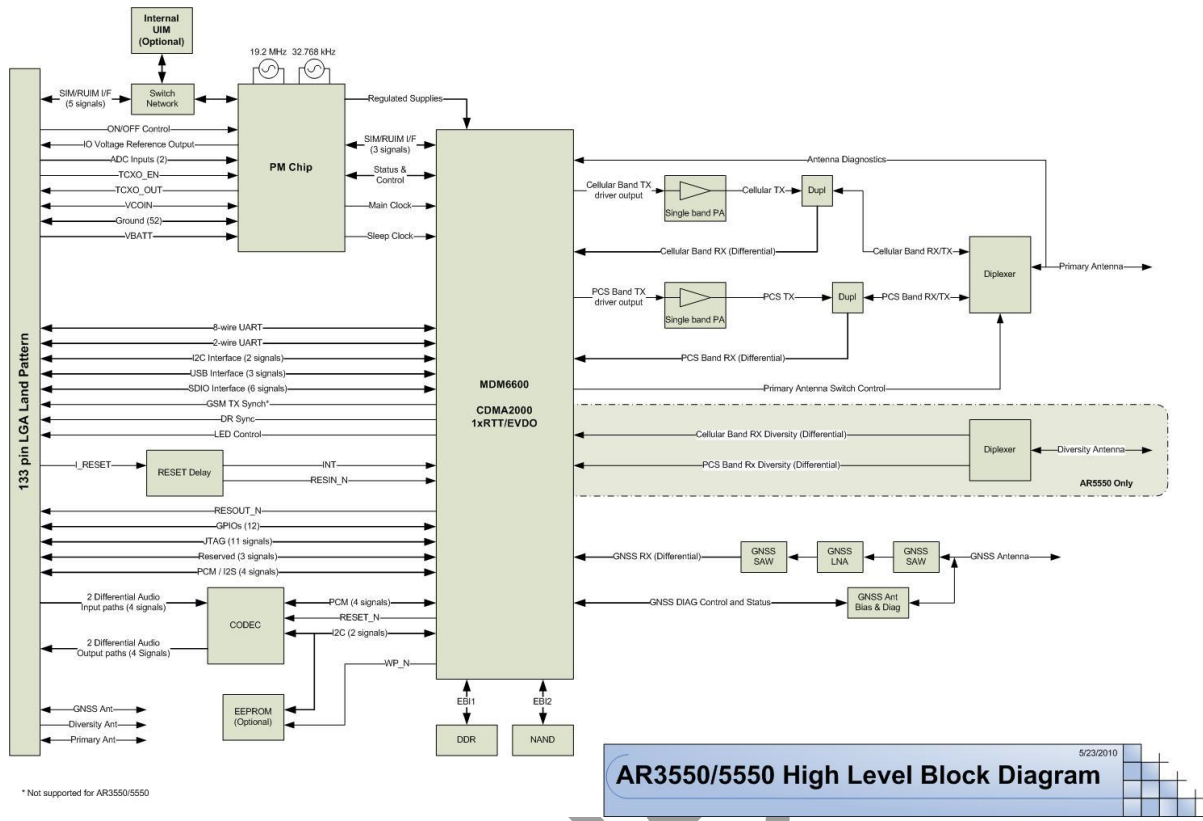 Internal
UIM
(Optional)
19.2 MHz
32.768 kHz
SIM/RUIM I/F
(5 signals)
Switch
Network
Regulated Supplies
ON/OFF Control
IO Voltage Reference Output
ADC Inputs (2)
TCXO_EN
TCXO_OUT
VCOIN
Ground (52)
VBATT
PM Chip
SIM/RUIM I/F
(3 signals)
Status &
Control
Main Clock
Sleep Clock
Antenna Diagnostics
Cellular Band TX
driver output
Single band PA
Cellular TX
Dupl
Cellular Band RX (Differential)
Cellular Band RX/TX
Diplexer
Primary Antenna
PCS Band TX
driver output
Single band PA
PCS TX
Dupl
PCS Band RX/TX
PCS Band RX (Differential)
Primary Antenna Switch Control
133 pin LGA Land Pattern
8-wire UART
2-wire UART
I2C Interface (2 signals)
USB Interface (3 signals)
SDIO Interface (6 signals)
GSM TX Synch*
DR Sync
LED Control
MDM6600
CDMA2000
1xRTT/EVDO
Cellular Band RX Diversity (Differential)
PCS Band Rx Diversity (Differential)
Diplexer
Diversity Antenna
AR5550 Only
I_RESET
RESET Delay
INT
RESIN_N
RESOUT_N
GPIOs (12)
JTAG (11 signals)
Reserved (3 signals)
PCM / I2S (4 signals)
GNSS RX (Differential)
GNSS
SAW
GNSS
LNA
GNSS
SAW
GNSS Antenna
GNSS DIAG Control and Status
GNSS Ant
Bias & Diag
2 Differential Audio
Input paths (4 signals)
CODEC
PCM (4 signals)
RESET_N
I2C (2 signals)
2 Differential Audio
Output paths (4 Signals)
WP_N
EEPROM
(Optional)
EBI1
EBI2
DDR
NAND
GNSS Ant
Diversity Ant
Primary Ant
5/23/2010
AR3550/5550 High Level Block Diagram
* Not supported for AR3550/5550